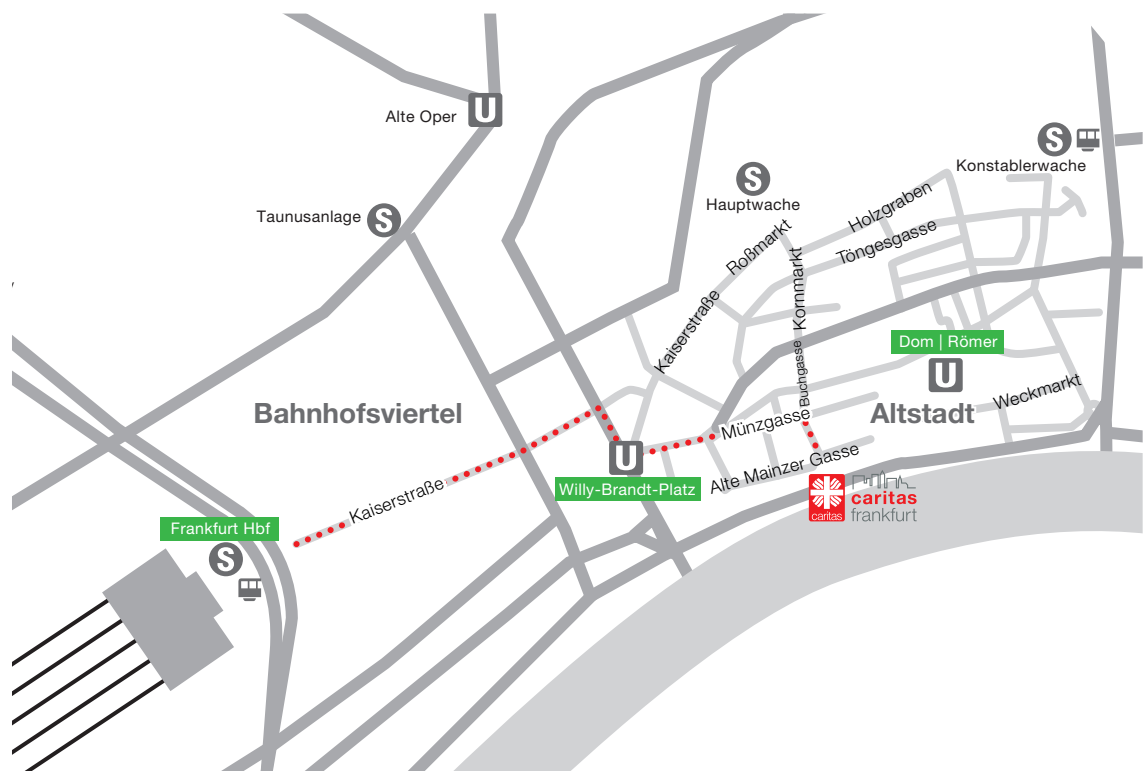 Alte Oper
U
S
Konstablerwache
S
Hauptwache
Taunusanlage
S
Holzgraben
Roßmarkt
Töngesgasse
Kornmarkt
Kaiserstraße
Dom | Römer
U
Buchgasse
Weckmarkt
Bahnhofsviertel
Altstadt
Münzgasse
U
Willy-Brandt-Platz
Alte Mainzer Gasse
Kaiserstraße
caritas
caritas
frankfurt
Frankfurt Hbf
S